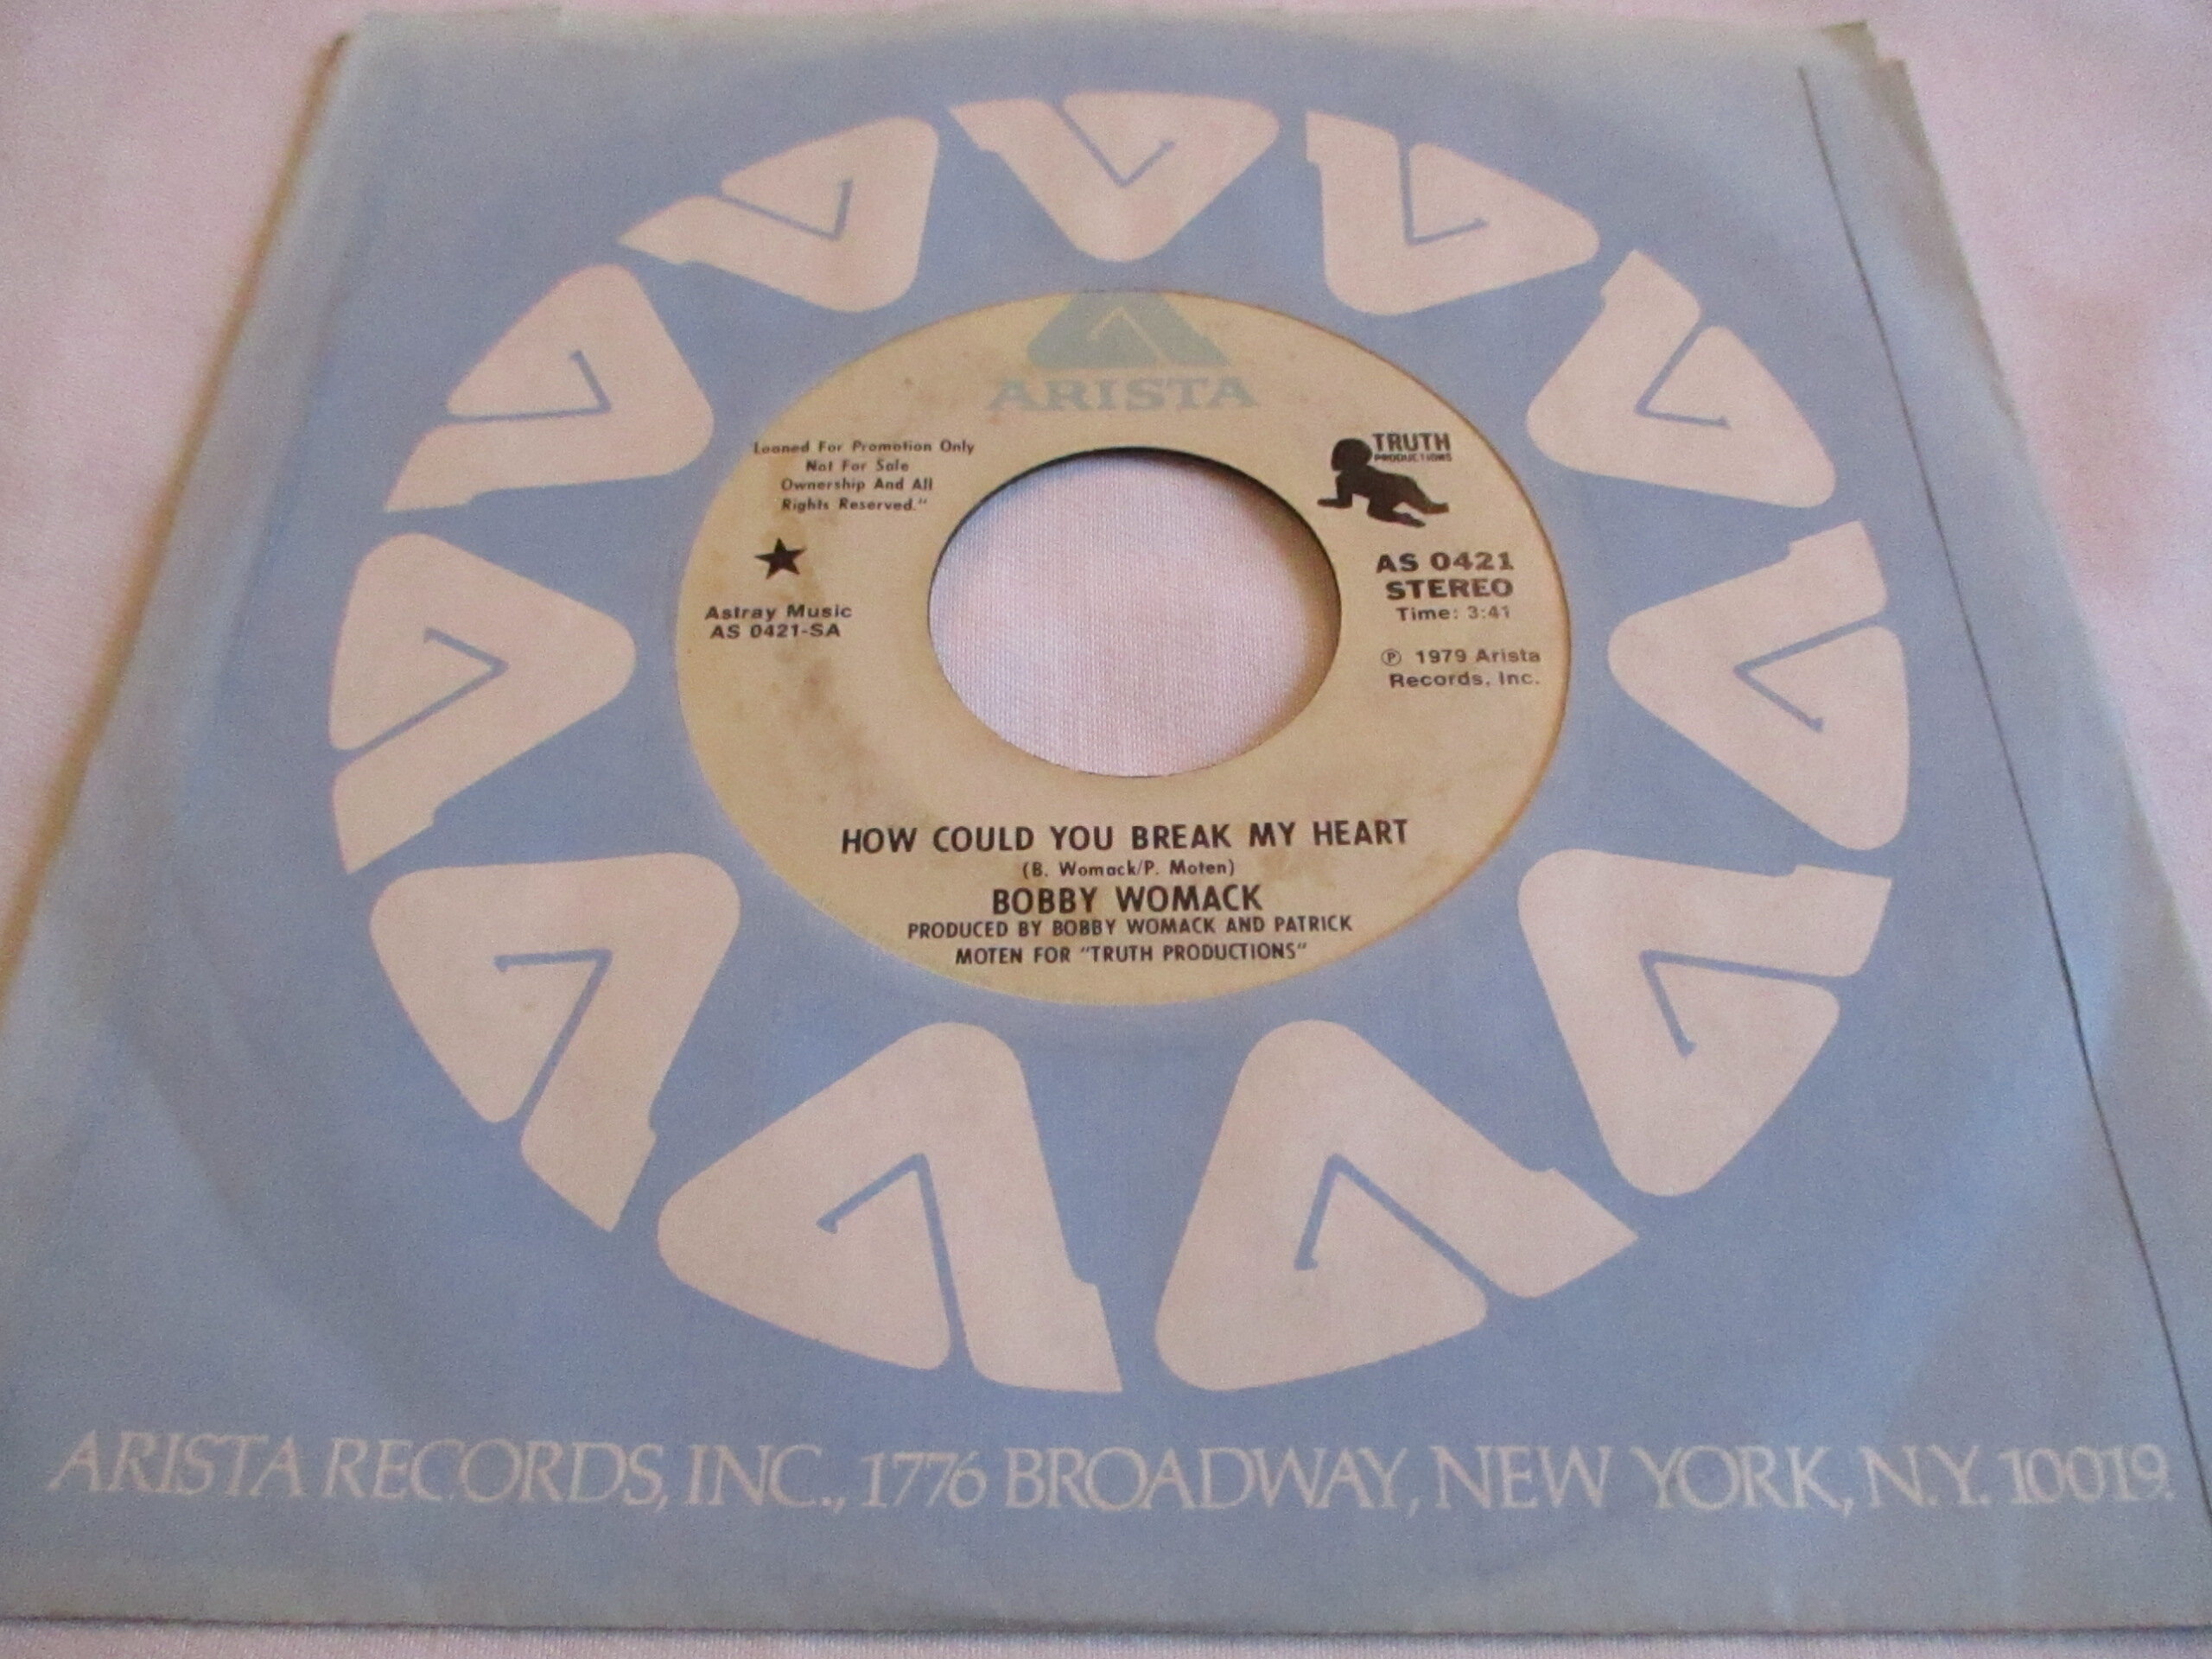 ARISTA
"Loaned For Promotion Only
Not For Sale
Ownership And All
Rights Reserved."
TRUTH
PRODUCTIONS
Astray Music
AS 0421-SA
AS 0421
STEREO
Time: 3:41
℗ 1979 Arista
Records, Inc.
HOW COULD YOU BREAK MY HEART
(B. Womack/P. Moten)
BOBBY WOMACK
PRODUCED BY BOBBY WOMACK AND PATRICK
MOTEN FOR "TRUTH PRODUCTIONS"
ARISTA RECORDS, INC., 1776 BROADWAY, NEW YORK, N.Y. 10019.